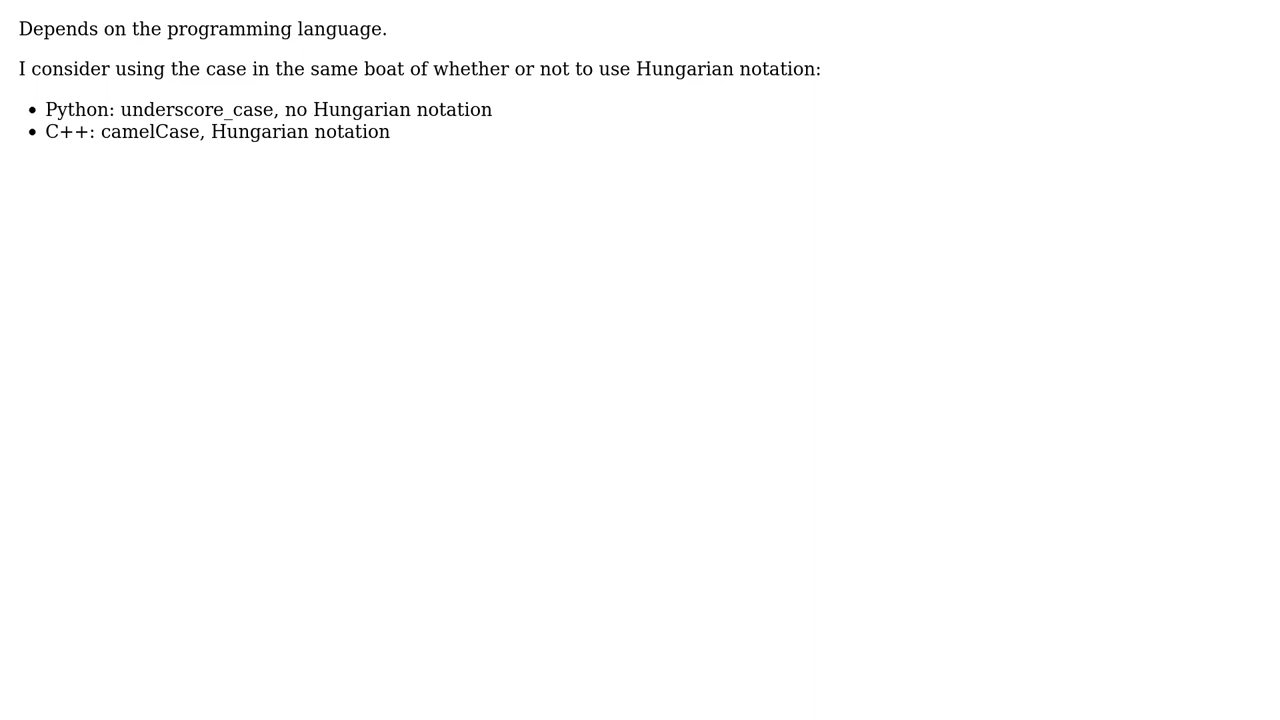 Depends on the programming language.
I consider using the case in the same boat of whether or not to use Hungarian notation:
• Python: underscore_case, no Hungarian notation
• C++: camelCase, Hungarian notation